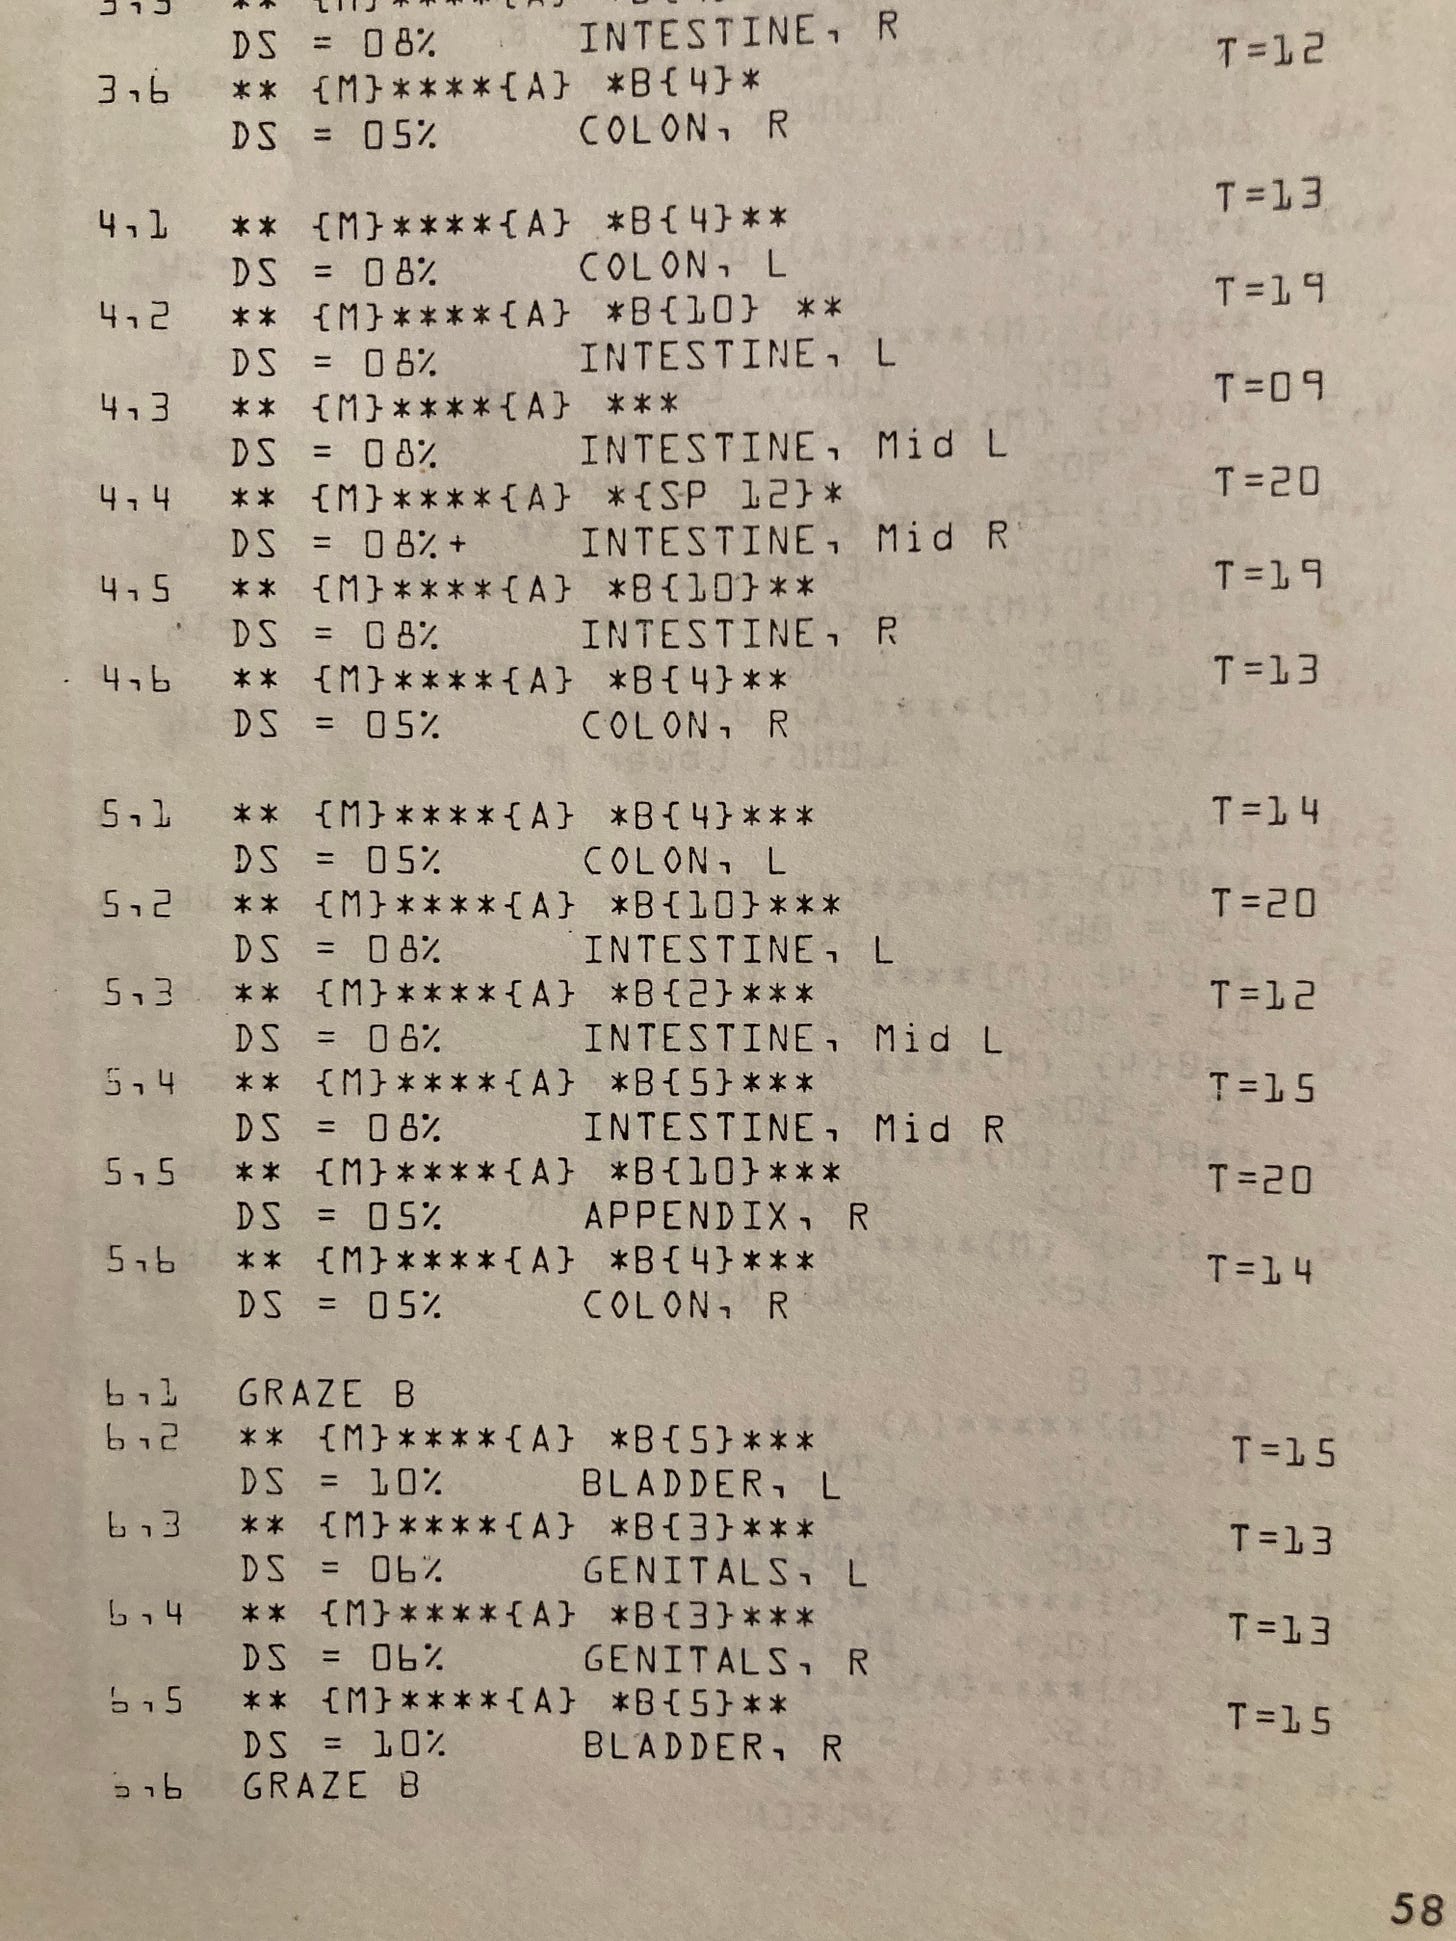 DS = 08% INTESTINE, R T=12
3,6 ** {M}****{A} *B{4}*
DS = 05% COLON, R
T=13
4,1 ** {M}****{A} *B{4}**
DS = 08% COLON, L
T=19
4,2 ** {M}****{A} *B{10} **
DS = 08% INTESTINE, L
T=09
4,3 ** {M}****{A} ***
DS = 08% INTESTINE, Mid L
T=20
4,4 ** {M}****{A} *{SP 12}*
DS = 08%+ INTESTINE, Mid R
T=19
4,5 ** {M}****{A} *B{10}**
DS = 08% INTESTINE, R
T=13
4,6 ** {M}****{A} *B{4}**
DS = 05% COLON, R
5,1 ** {M}****{A} *B{4}*** T=14
DS = 05% COLON, L
5,2 ** {M}****{A} *B{10}*** T=20
DS = 08% INTESTINE, L
5,3 ** {M}****{A} *B{2}*** T=12
DS = 08% INTESTINE, Mid L
5,4 ** {M}****{A} *B{5}*** T=15
DS = 08% INTESTINE, Mid R
5,5 ** {M}****{A} *B{10}*** T=20
DS = 05% APPENDIX, R
5,6 ** {M}****{A} *B{4}*** T=14
DS = 05% COLON, R
6,1 GRAZE B
6,2 ** {M}****{A} *B{5}*** T=15
DS = 10% BLADDER, L
6,3 ** {M}****{A} *B{3}*** T=13
DS = 06% GENITALS, L
6,4 ** {M}****{A} *B{3}*** T=13
DS = 06% GENITALS, R
6,5 ** {M}****{A} *B{5}** T=15
DS = 10% BLADDER, R
6,6 GRAZE B
58